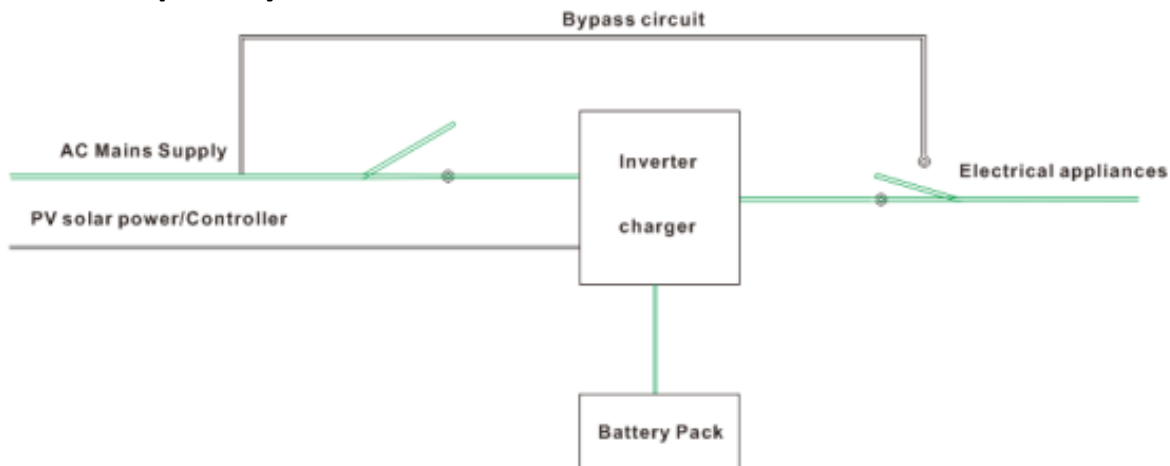 Bypass circuit
AC Mains Supply
Inverter
charger
Electrical appliances
PV solar power/Controller
Battery Pack